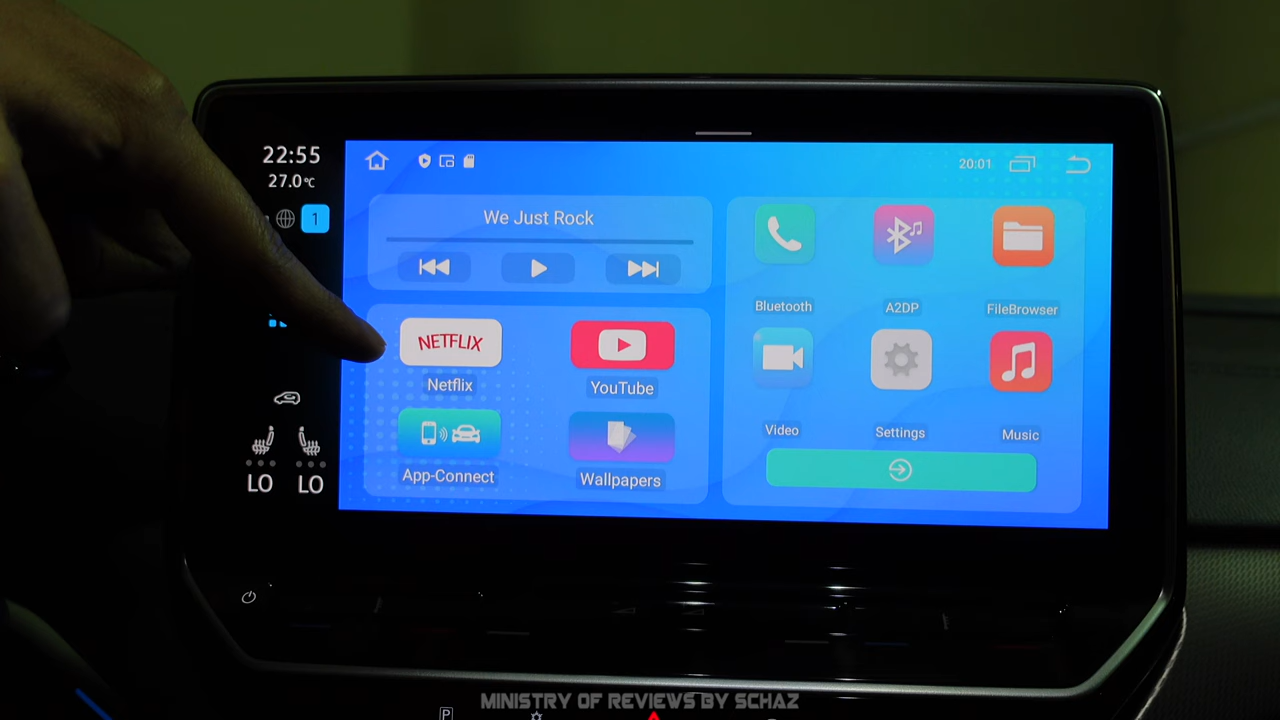 22:55
27.0°C
1
20:01
We Just Rock
NETFLIX
Netflix
YouTube
App-Connect
Wallpapers
Bluetooth
A2DP
FileBrowser
Video
Settings
Music
LO LO
P
MINISTRY OF REVIEWS BY SCHAZ